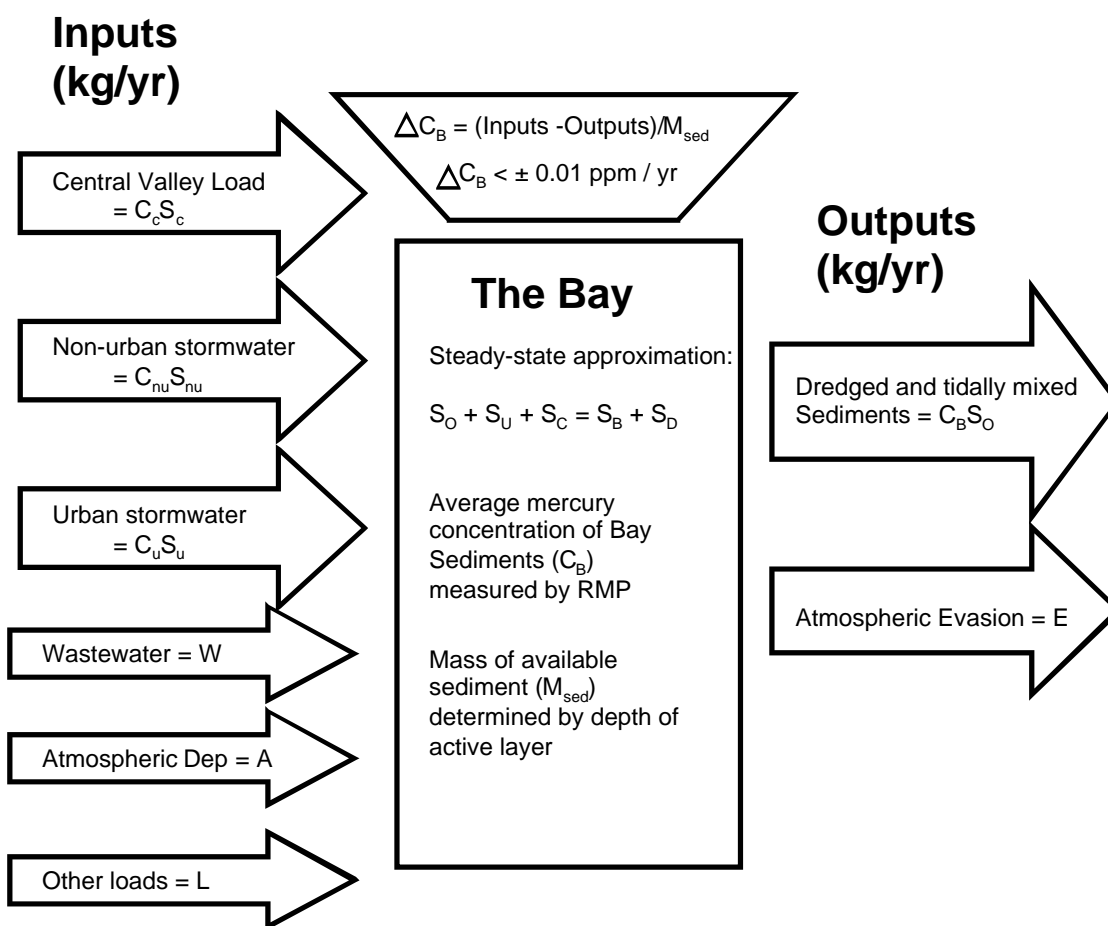 Inputs
(kg/yr)
Central Valley Load
= C_cS_c
Non-urban stormwater
= C_nuS_nu
Urban stormwater
= C_uS_u
Wastewater = W
Atmospheric Dep = A
Other loads = L
ΔC_B = (Inputs -Outputs)/M_sed
ΔC_B < ± 0.01 ppm / yr
The Bay
Steady-state approximation:
S_O + S_U + S_C = S_B + S_D
Average mercury
concentration of Bay
Sediments (C_B)
measured by RMP
Mass of available
sediment (M_sed)
determined by depth of
active layer
Outputs
(kg/yr)
Dredged and tidally mixed
Sediments = C_BS_O
Atmospheric Evasion = E